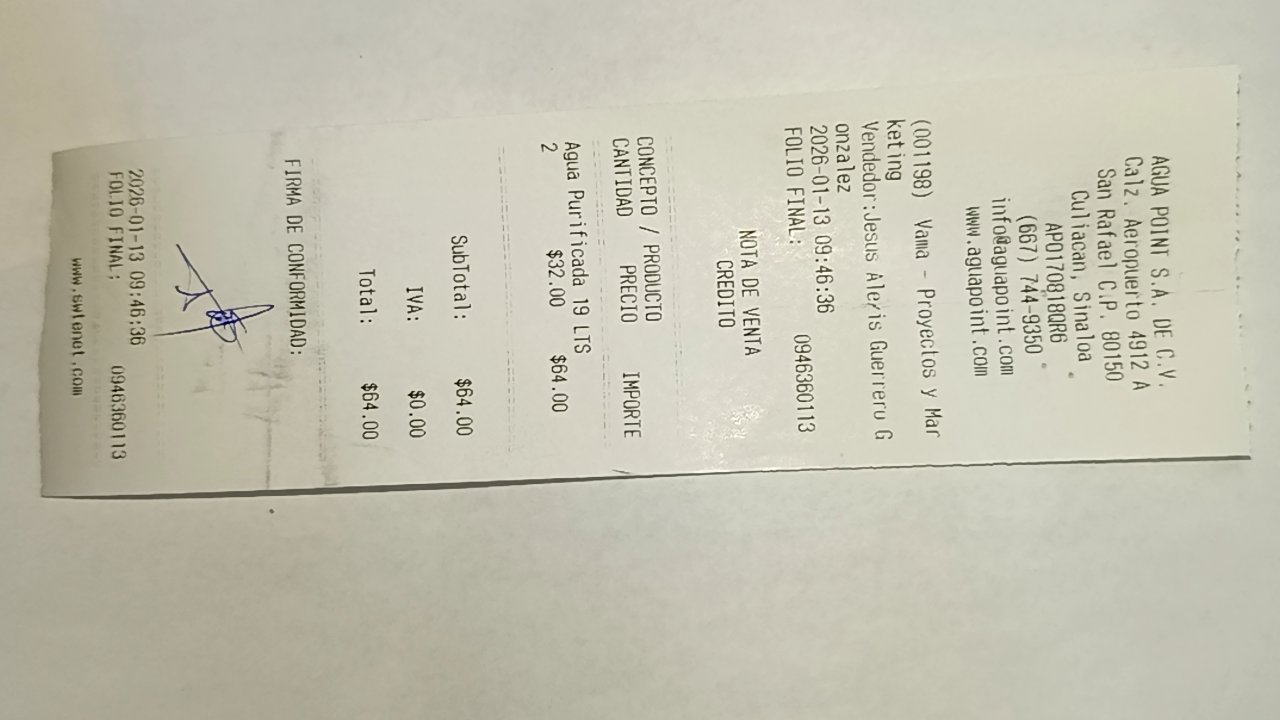 AGUA POINT S.A. DE C.V.
Calz. Aeropuerto 4912 A
San Rafael C.P. 80150
Culiacan, Sinaloa
APO170818QR6
(667) 744-9350
info@aguapoint.com
www.aguapoint.com
(001198) Vama - Proyectos y Mar
keting
Vendedor:Jesus Alexis Guerrero G
onzalez
2026-01-13 09:46:36
FOLIO FINAL: 0946360113
NOTA DE VENTA
CREDITO
CONCEPTO / PRODUCTO
CANTIDAD PRECIO IMPORTE
Agua Purificada 19 LTS
2 $32.00 $64.00
SubTotal: $64.00
IVA: $0.00
Total: $64.00
FIRMA DE CONFORMIDAD:
2026-01-13 09:46:36
FOLIO FINAL: 0946360113
www.swtenet.com